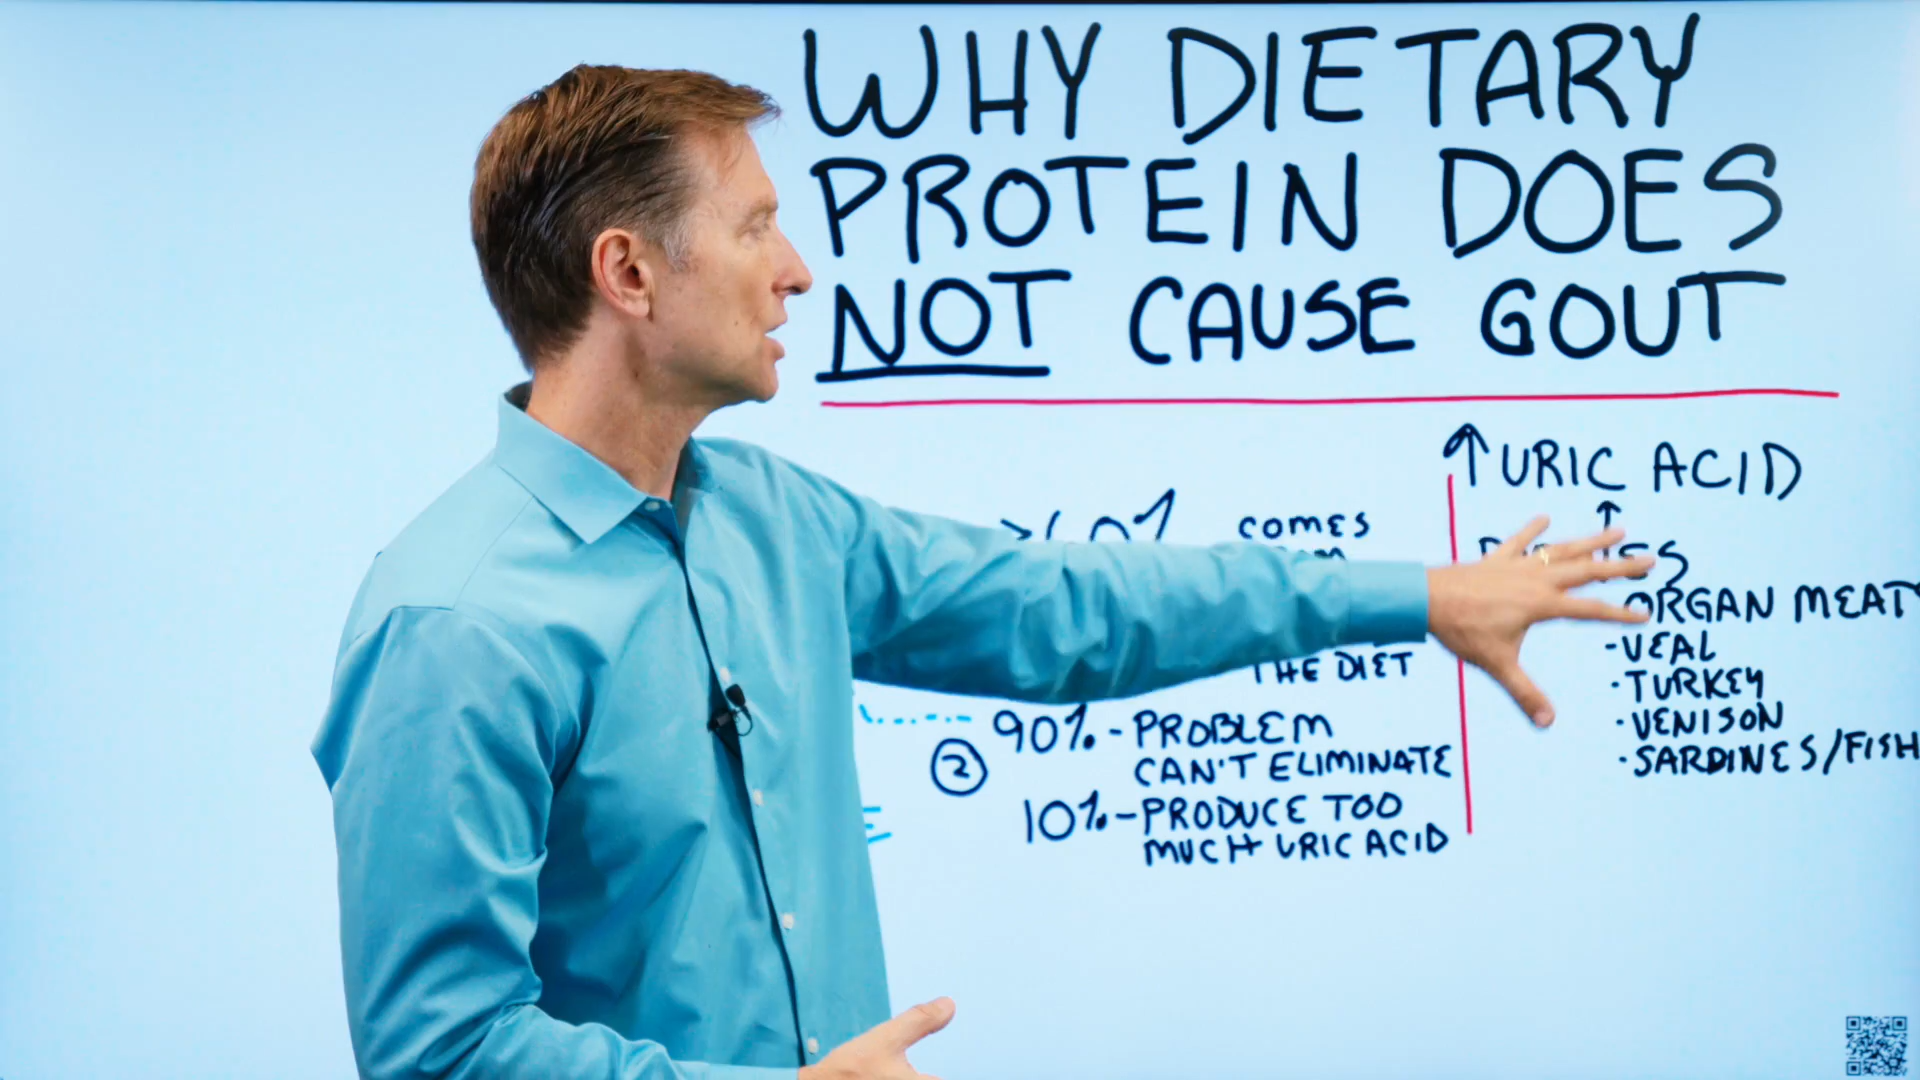 WHY DIETARY
PROTEIN DOES
NOT CAUSE GOUT
↑ URIC ACID
↑
COMES
THE DIET
② 90% - PROBLEM
CAN'T ELIMINATE
10% - PRODUCE TOO
MUCH URIC ACID
ORGAN MEAT
- VEAL
· TURKEY
· VENISON
· SARDINES/FISH